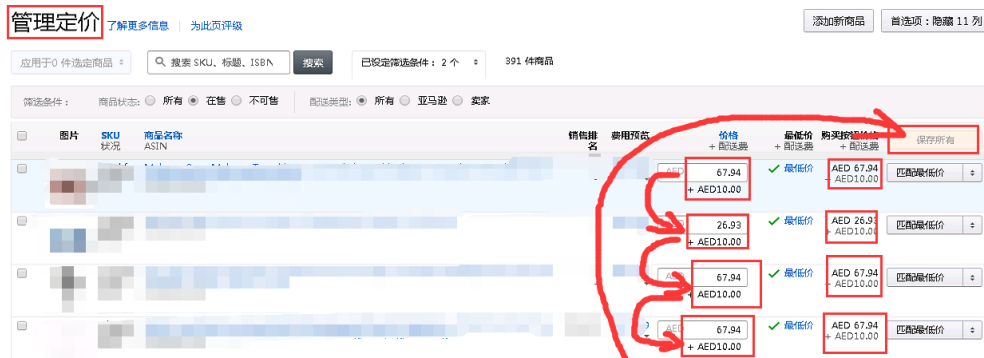 管理定价 了解更多信息 | 为此页评级 添加新商品 首选项：隐藏 11 列
应用于0 件选定商品 搜索 SKU、标题、ISBN 搜索 已设定筛选条件： 2 个 391 件商品
筛选条件： 商品状态: 所有 在售 不可售 配送类型: 所有 亚马逊 卖家
图片 SKU 商品名称 销售排名 费用预览 价格 最低价 保存所有
状况 ASIN + 配送费 + 配送费 + 配送费
AED 67.94 最低价 AED 67.94 匹配最低价
+ AED10.00 + AED10.00
26.93 最低价 AED 26.93 匹配最低价
+ AED10.00 + AED10.00
67.94 最低价 AED 67.94 匹配最低价
+ AED10.00 + AED10.00
AED 67.94 最低价 AED 67.94 匹配最低价
+ AED10.00 + AED10.00